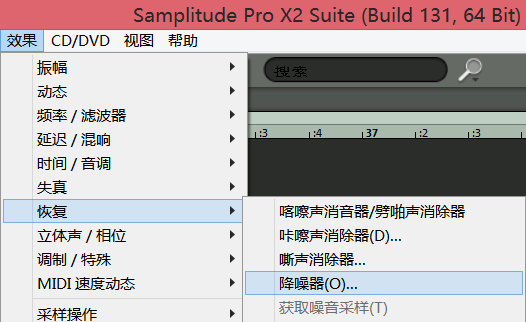 Samplitude Pro X2 Suite (Build 131, 64 Bit)
效果 CD/DVD 视图 帮助
振幅
动态
频率 / 滤波器
延迟 / 混响
时间 / 音调
失真
恢复
立体声 / 相位
调制 / 特殊
MIDI 速度动态
采样操作
搜索
:3 :4 37 :2 :3
喀嚓声消音器/劈啪声消除器
咔嚓声消除器(D)...
嘶声消除器...
降噪器(O)...
获取噪音采样(T)